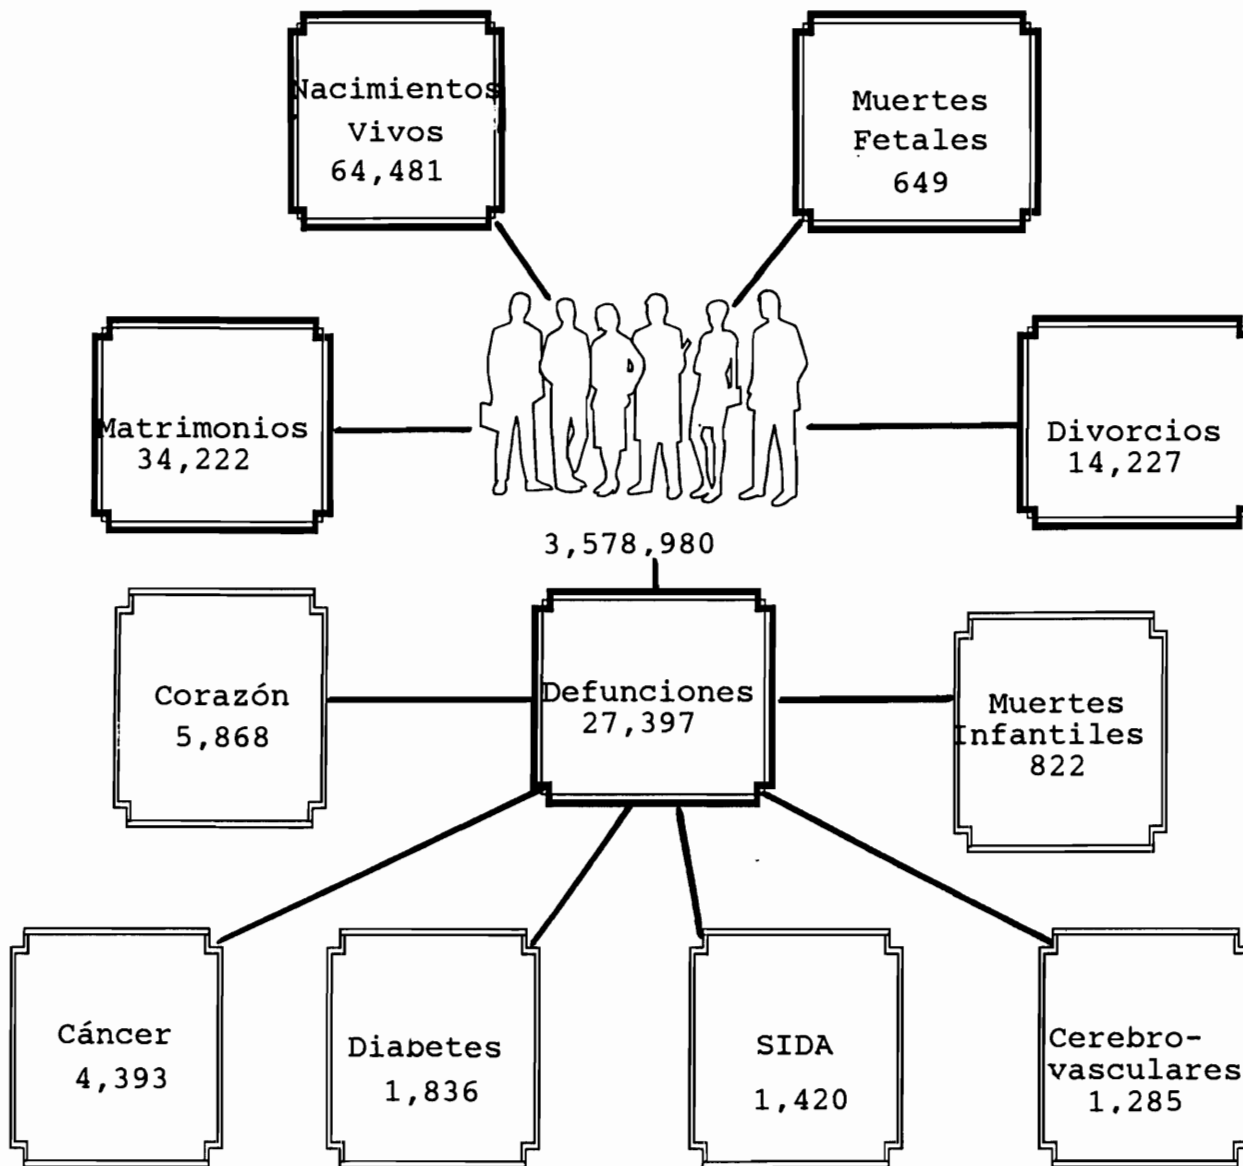 Nacimientos
Vivos
64,481
Muertes
Fetales
649
Matrimonios
34,222
Divorcios
14,227
3,578,980
Corazón
5,868
Defunciones
27,397
Muertes
Infantiles
822
Cáncer
4,393
Diabetes
1,836
SIDA
1,420
Cerebro-
vasculares
1,285